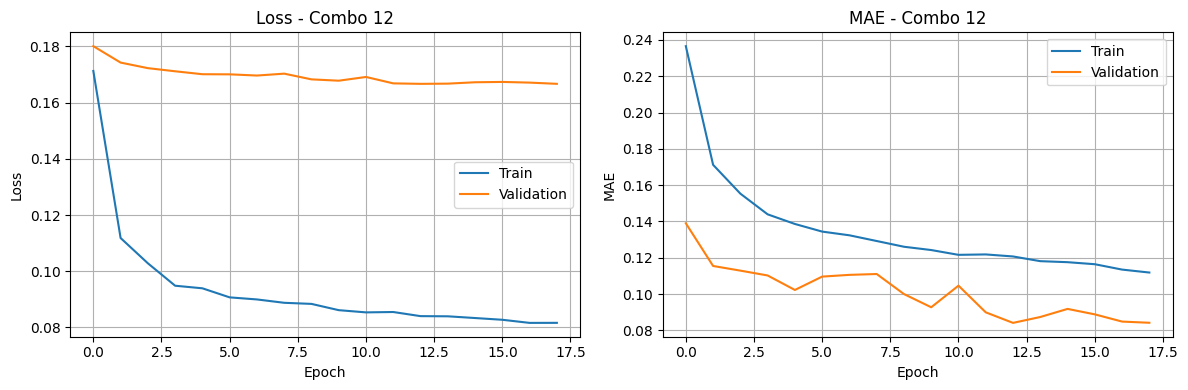 Loss - Combo 12
0.18
0.16
0.14
0.12
0.10
0.08
Loss
Train
Validation
0.0 2.5 5.0 7.5 10.0 12.5 15.0 17.5
Epoch
MAE - Combo 12
0.24
0.22
0.20
0.18
0.16
0.14
0.12
0.10
0.08
MAE
Train
Validation
0.0 2.5 5.0 7.5 10.0 12.5 15.0 17.5
Epoch